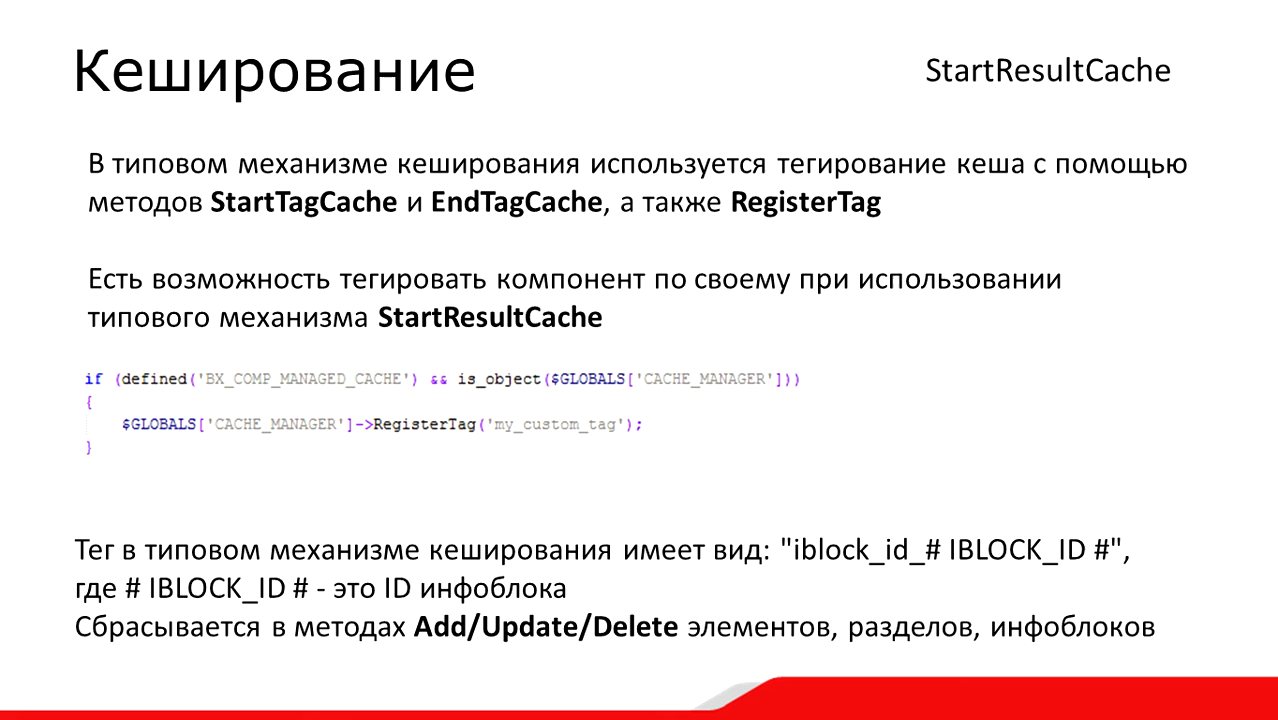 Кеширование
StartResultCache
В типовом механизме кеширования используется тегирование кеша с помощью
методов StartTagCache и EndTagCache, а также RegisterTag
Есть возможность тегировать компонент по своему при использовании
типового механизма StartResultCache
if (defined('BX_COMP_MANAGED_CACHE') && is_object($GLOBALS['CACHE_MANAGER']))
{
$GLOBALS['CACHE_MANAGER']->RegisterTag('my_custom_tag');
}
Тег в типовом механизме кеширования имеет вид: "iblock_id_# IBLOCK_ID #",
где # IBLOCK_ID # - это ID инфоблока
Сбрасывается в методах Add/Update/Delete элементов, разделов, инфоблоков